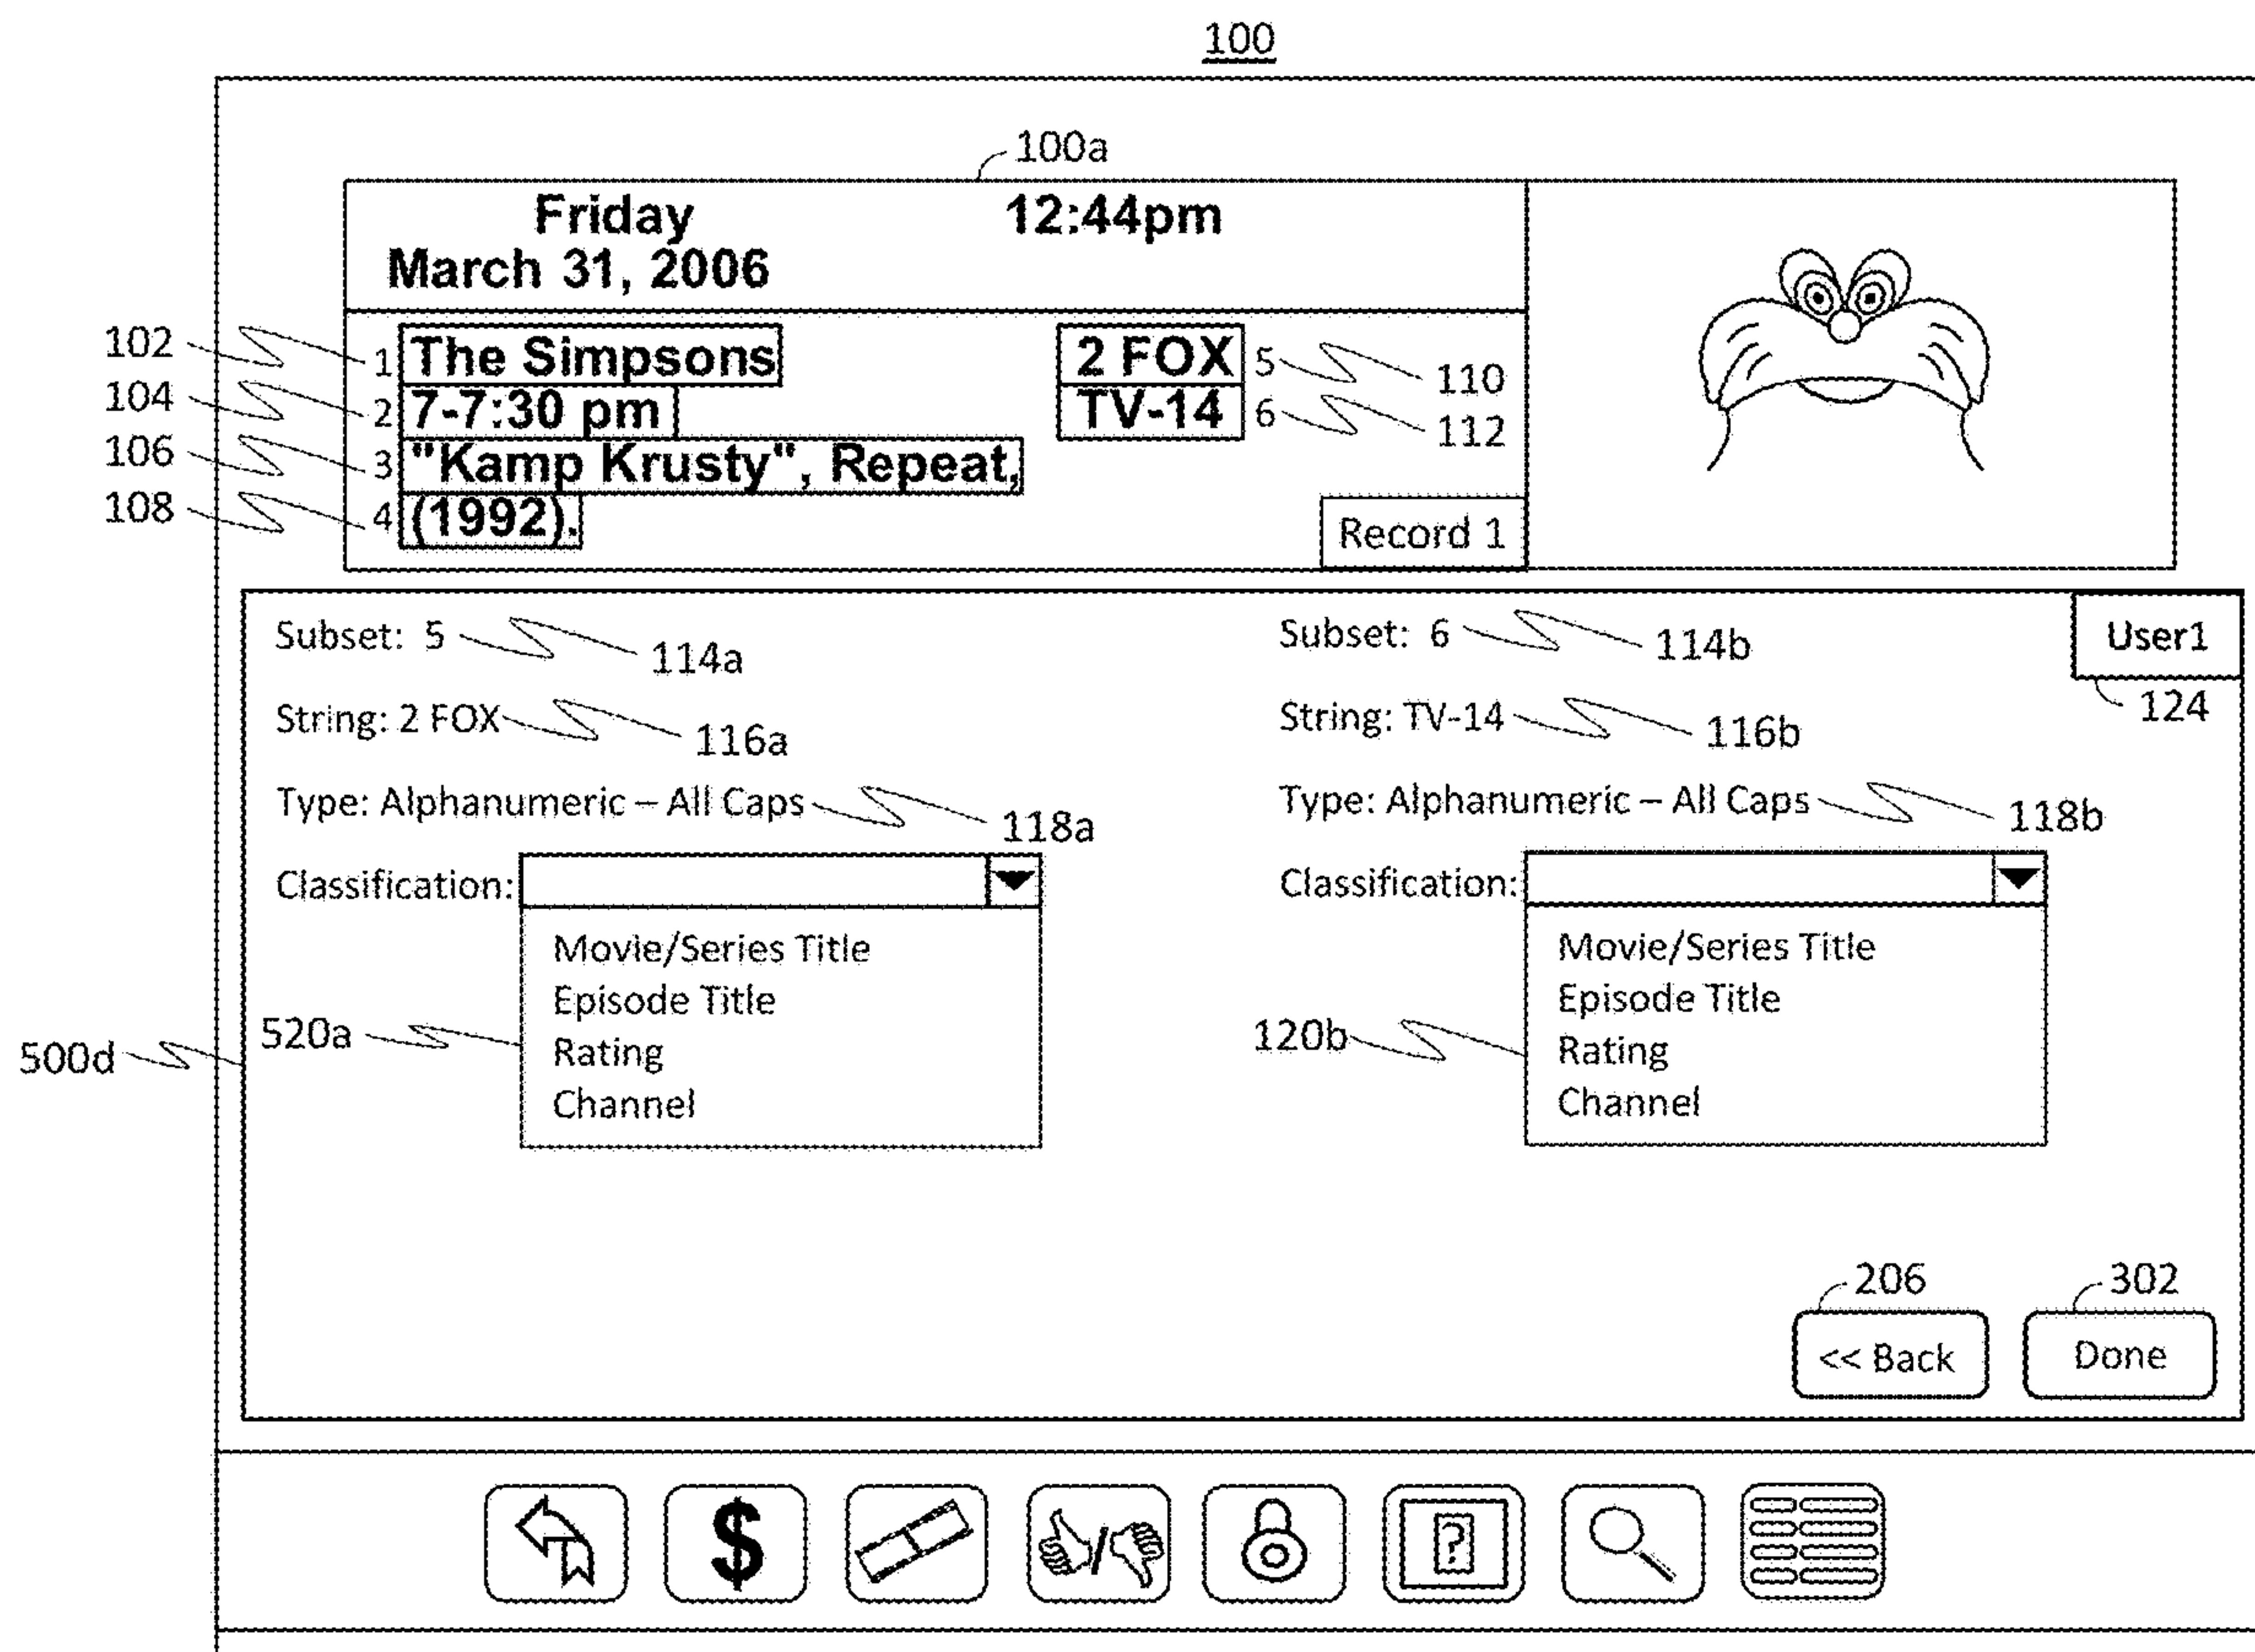 100
100a
Friday 12:44pm
March 31, 2006
102 1 The Simpsons 2 FOX 5 110
104 2 7-7:30 pm TV-14 6 112
106 3 "Kamp Krusty", Repeat,
108 4 (1992).
Record 1
Subset: 5 114a
String: 2 FOX 116a
Type: Alphanumeric – All Caps 118a
Classification:
Movie/Series Title
Episode Title
Rating
Channel
520a
500d
Subset: 6 114b
String: TV-14 116b
Type: Alphanumeric – All Caps 118b
Classification:
Movie/Series Title
Episode Title
Rating
Channel
120b
User1
124
206 302
<< Back Done
$ / ?